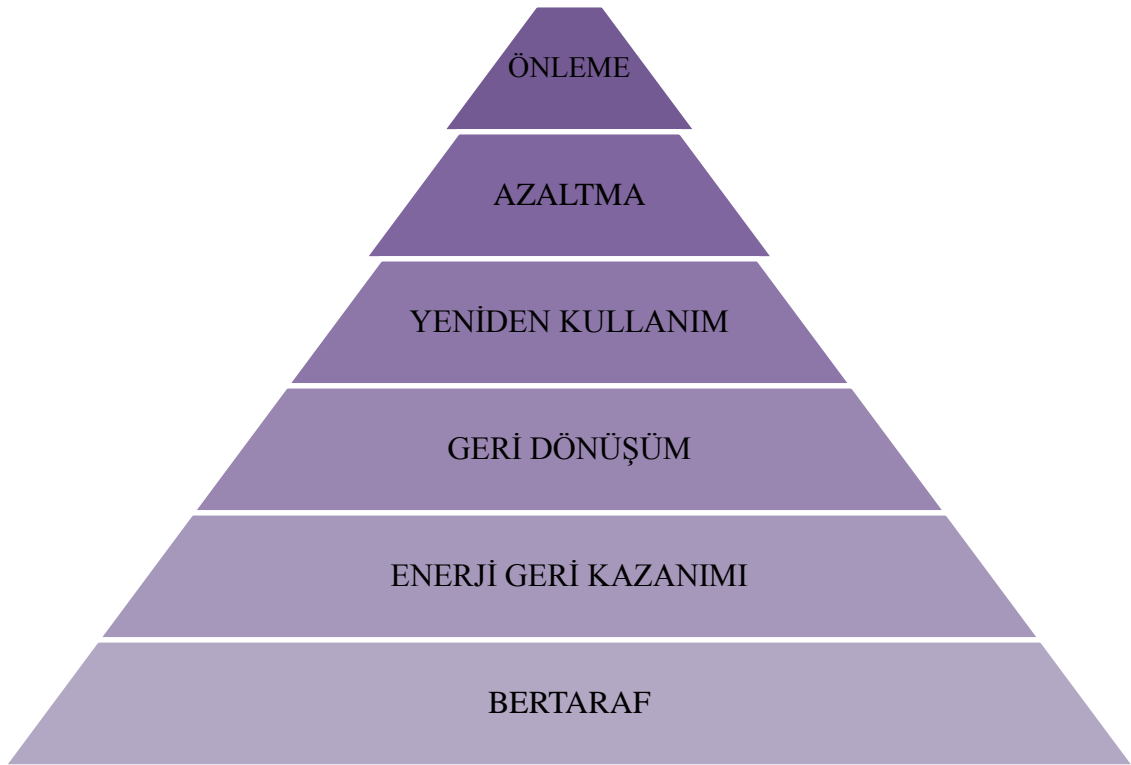 ÖNLEME
AZALTMA
YENİDEN KULLANIM
GERİ DÖNÜŞÜM
ENERJİ GERİ KAZANIMI
BERTARAF